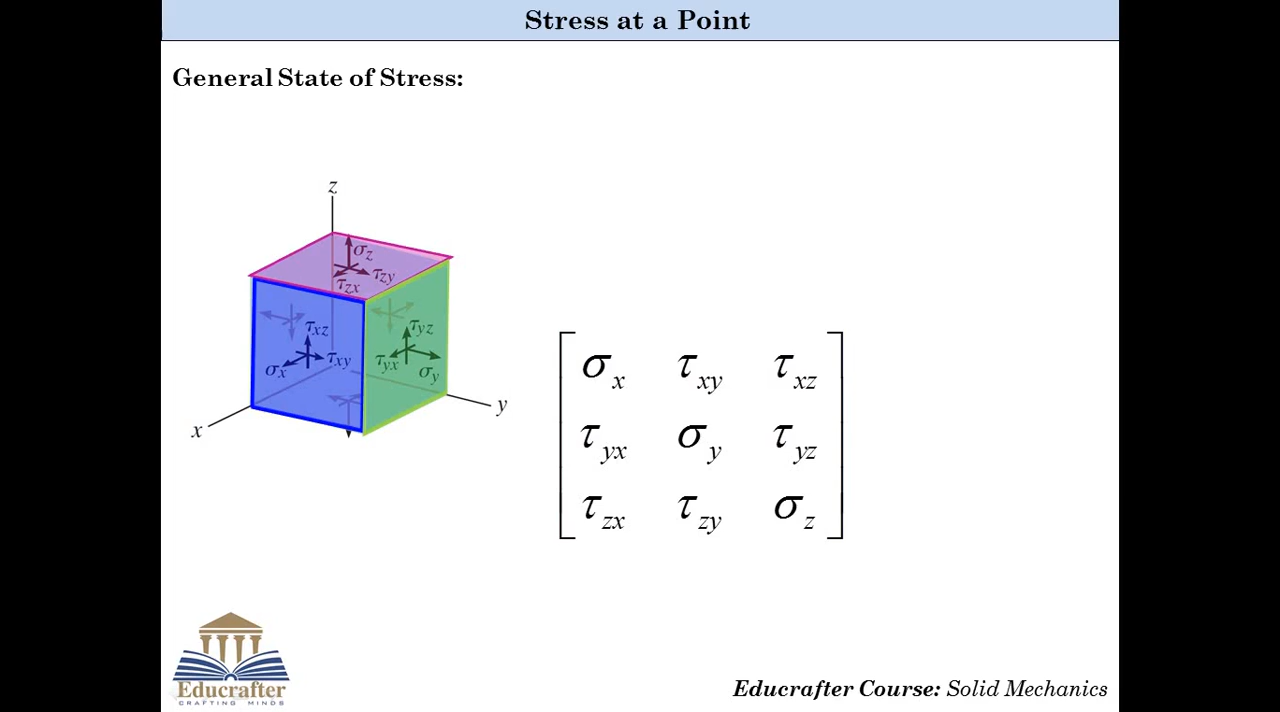 Stress at a Point
General State of Stress:
z
σz
τzy
τzx
τxz
τyz
τxy
τyx
σx
σy
y
x
σx τxy τxz
τyx σy τyz
τzx τzy σz
Educrafter
CRAFTING MINDS
Educrafter Course: Solid Mechanics